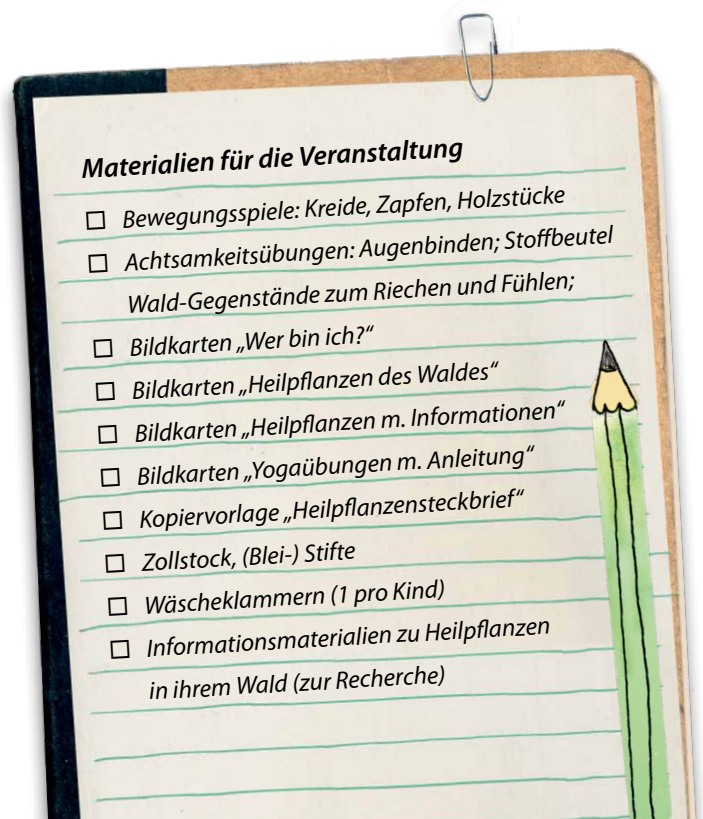 Materialien für die Veranstaltung
☐ Bewegungsspiele: Kreide, Zapfen, Holzstücke
☐ Achtsamkeitsübungen: Augenbinden; Stoffbeutel
Wald-Gegenstände zum Riechen und Fühlen;
☐ Bildkarten „Wer bin ich?“
☐ Bildkarten „Heilpflanzen des Waldes“
☐ Bildkarten „Heilpflanzen m. Informationen“
☐ Bildkarten „Yogaübungen m. Anleitung“
☐ Kopiervorlage „Heilpflanzensteckbrief“
☐ Zollstock, (Blei-) Stifte
☐ Wäscheklammern (1 pro Kind)
☐ Informationsmaterialien zu Heilpflanzen
in ihrem Wald (zur Recherche)